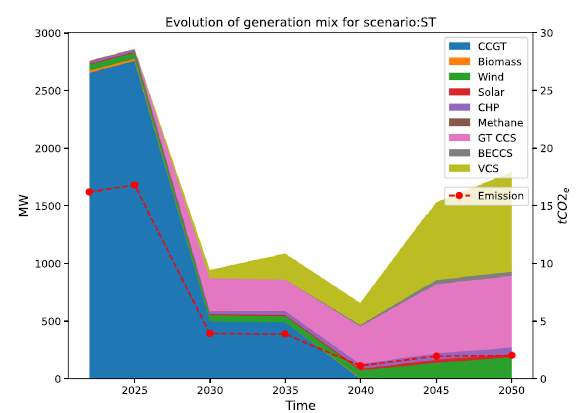 Evolution of generation mix for scenario:ST
3000
2500
2000
1500
1000
500
0
MW
30
25
20
15
10
5
0
tCO2e
CCGT
Biomass
Wind
Solar
CHP
Methane
GT CCS
BECCS
VCS
Emission
2025
2030
2035
2040
2045
2050
Time